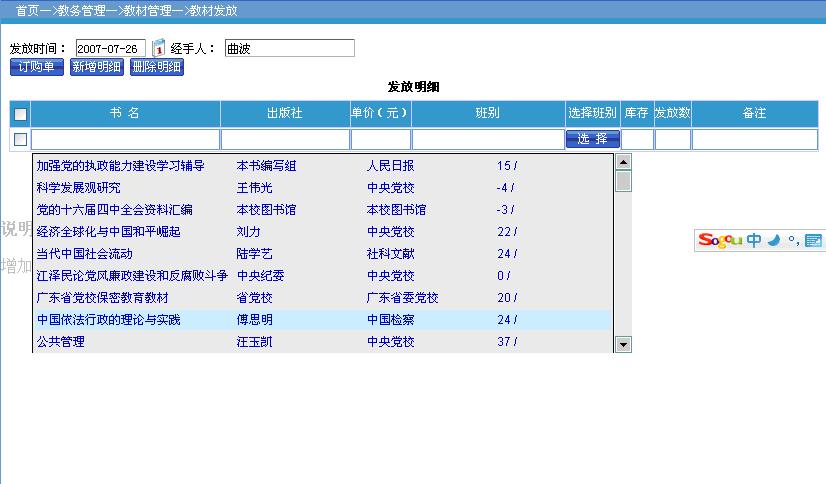 首页—>教务管理—>教材管理—>教材发放
发放时间： 2007-07-26 1 经手人： 曲波
订购单 新增明细 删除明细
发放明细
书 名 出版社 单价（元） 班别 选择班别 库存 发放数 备注
选 择
加强党的执政能力建设学习辅导 本书编写组 人民日报 15 /
科学发展观研究 王伟光 中央党校 -4 /
党的十六届四中全会资料汇编 本校图书馆 本校图书馆 -3 /
说明
经济全球化与中国和平崛起 刘力 中央党校 22 /
Sogou 中
当代中国社会流动 陆学艺 社科文献 24 /
增加
江泽民论党风廉政建设和反腐败斗争 中央纪委 中央党校 0 /
广东省党校保密教育教材 省党校 广东省委党校 20 /
中国依法行政的理论与实践 傅思明 中国检察 24 /
公共管理 汪玉凯 中央党校 37 /